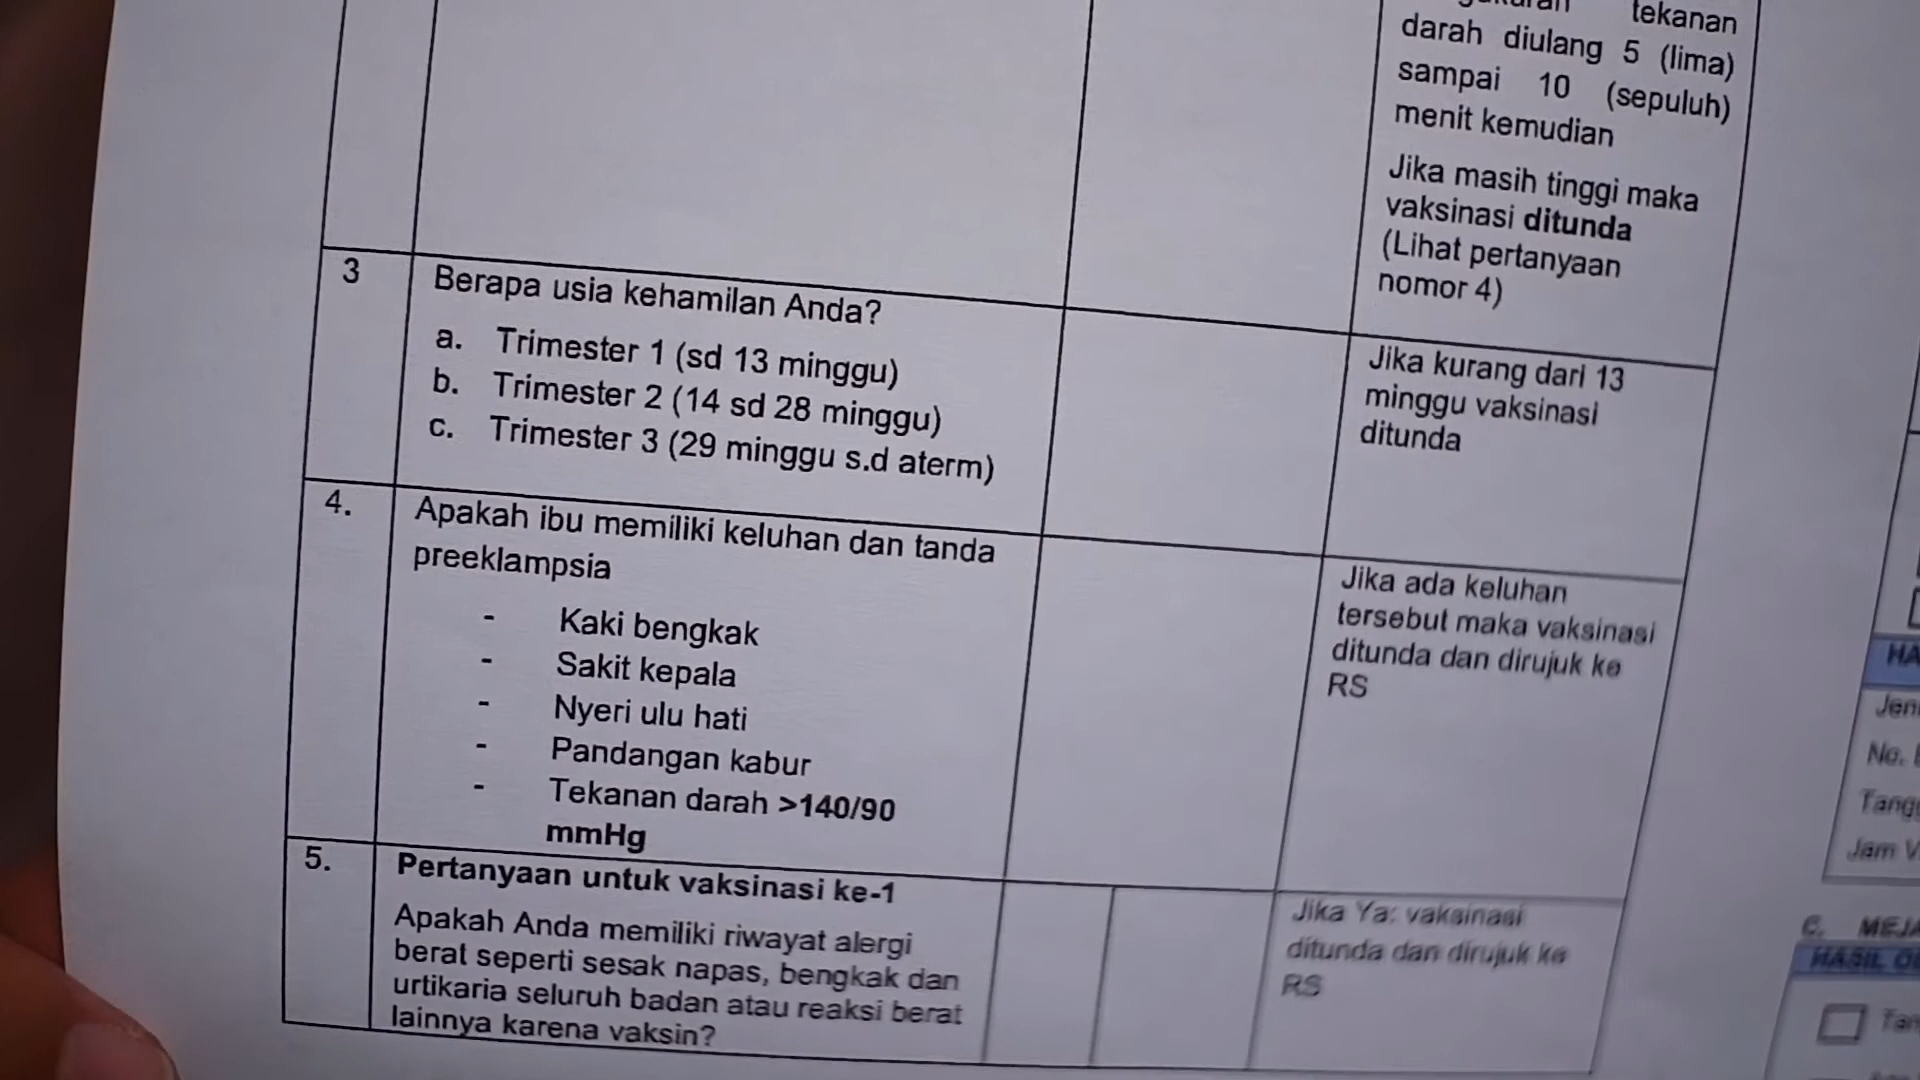 tekanan
darah diulang 5 (lima)
sampai 10 (sepuluh)
menit kemudian
Jika masih tinggi maka
vaksinasi ditunda
(Lihat pertanyaan
nomor 4)
3
Berapa usia kehamilan Anda?
a. Trimester 1 (sd 13 minggu)
b. Trimester 2 (14 sd 28 minggu)
c. Trimester 3 (29 minggu s.d aterm)
Jika kurang dari 13
minggu vaksinasi
ditunda
4.
Apakah ibu memiliki keluhan dan tanda
preeklampsia
- Kaki bengkak
- Sakit kepala
- Nyeri ulu hati
- Pandangan kabur
- Tekanan darah >140/90
mmHg
Jika ada keluhan
tersebut maka vaksinasi
ditunda dan dirujuk ke
RS
5.
Pertanyaan untuk vaksinasi ke-1
Apakah Anda memiliki riwayat alergi
berat seperti sesak napas, bengkak dan
urtikaria seluruh badan atau reaksi berat
lainnya karena vaksin?
Jika Ya: vaksinasi
ditunda dan dirujuk ke
RS
No.
Jam
C. MEJA
HASIL